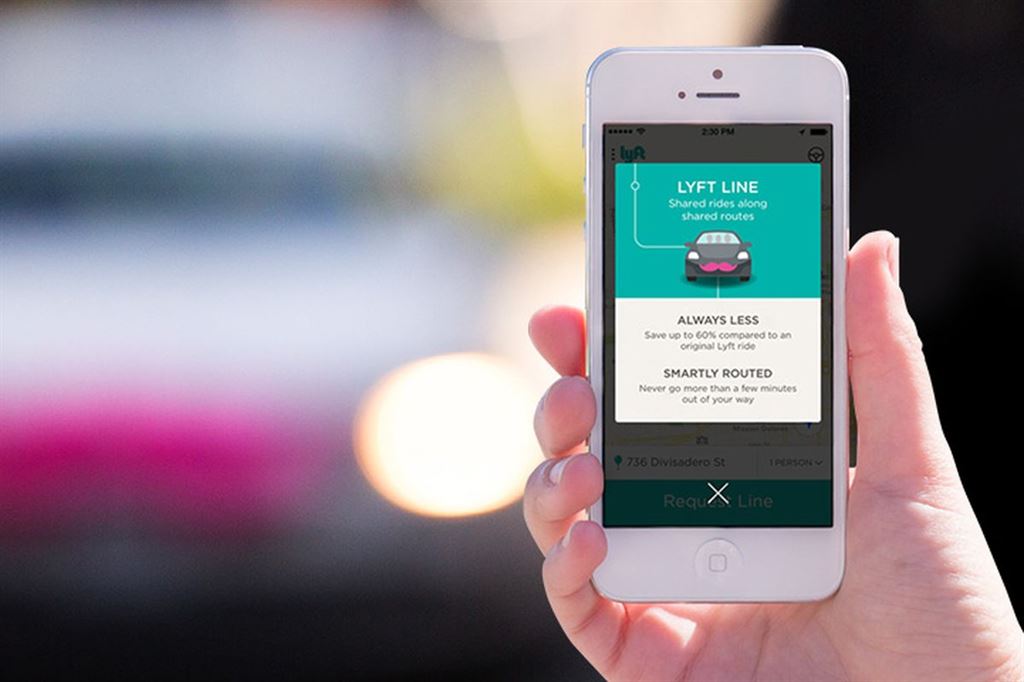 2:30 PM
lyft
LYFT LINE
Shared rides along
shared routes
ALWAYS LESS
Save up to 60% compared to an
original Lyft ride
SMARTLY ROUTED
Never go more than a few minutes
out of your way
Mission Dolores
736 Divisadero St
1 PERSON
Request Line